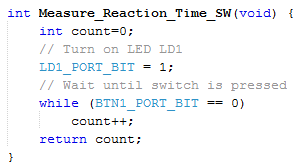 int Measure_Reaction_Time_SW(void) {
    int count=0;
    // Turn on LED LD1
    LD1_PORT_BIT = 1;
    // Wait until switch is pressed
    while (BTN1_PORT_BIT == 0)
        count++;
    return count;
}